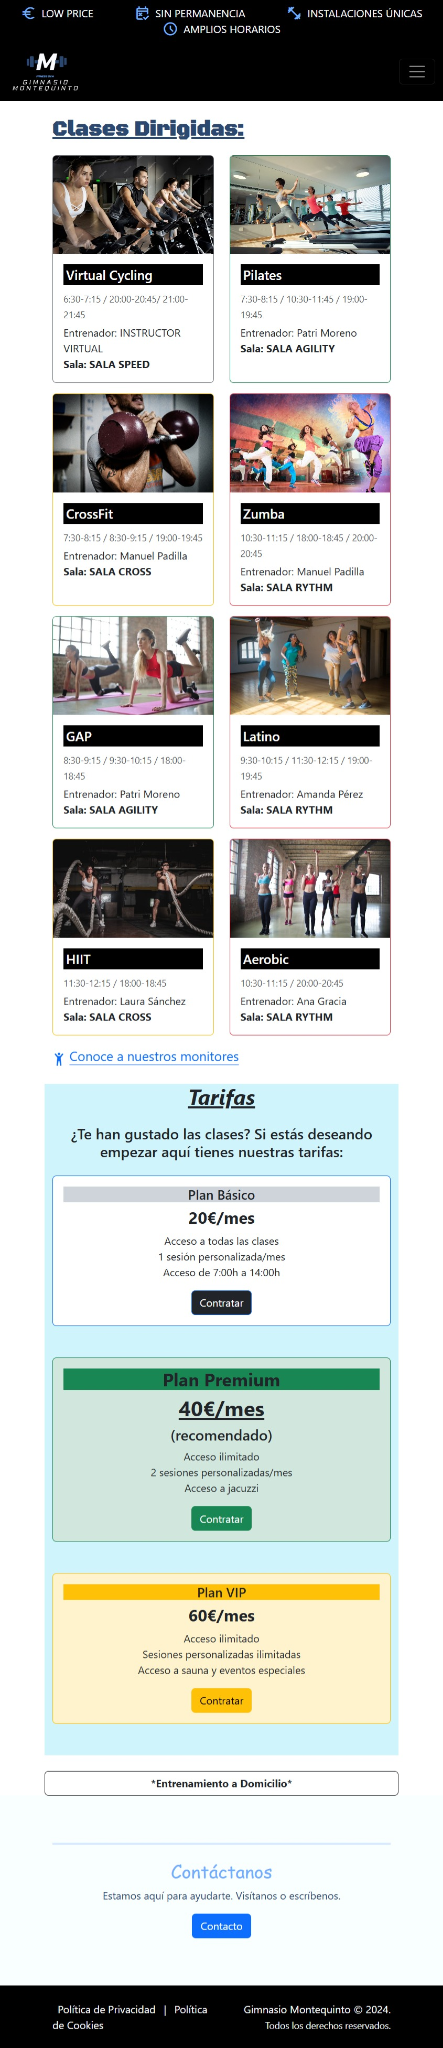 LOW PRICE
SIN PERMANENCIA
INSTALACIONES ÚNICAS
AMPLIOS HORARIOS
M
GIMNASIO
MONTEQUINTO
Clases Dirigidas:
Virtual Cycling
6:30-7:15 / 20:00-20:45/ 21:00-
21:45
Entrenador: INSTRUCTOR
VIRTUAL
Sala: SALA SPEED
Pilates
7:30-8:15 / 10:30-11:45 / 19:00-
19:45
Entrenador: Patri Moreno
Sala: SALA AGILITY
CrossFit
7:30-8:15 / 8:30-9:15 / 19:00-19:45
Entrenador: Manuel Padilla
Sala: SALA CROSS
Zumba
10:30-11:15 / 18:00-18:45 / 20:00-
20:45
Entrenador: Manuel Padilla
Sala: SALA RYTHM
GAP
8:30-9:15 / 9:30-10:15 / 18:00-
18:45
Entrenador: Patri Moreno
Sala: SALA AGILITY
Latino
9:30-10:15 / 11:30-12:15 / 19:00-
19:45
Entrenador: Amanda Pérez
Sala: SALA RYTHM
HIIT
11:30-12:15 / 18:00-18:45
Entrenador: Laura Sánchez
Sala: SALA CROSS
Aerobic
10:30-11:15 / 20:00-20:45
Entrenador: Ana Gracia
Sala: SALA RYTHM
Conoce a nuestros monitores
Tarifas
¿Te han gustado las clases? Si estás deseando
empezar aquí tienes nuestras tarifas:
Plan Básico
20€/mes
Acceso a todas las clases
1 sesión personalizada/mes
Acceso de 7:00h a 14:00h
Contratar
Plan Premium
40€/mes
(recomendado)
Acceso ilimitado
2 sesiones personalizadas/mes
Acceso a jacuzzi
Contratar
Plan VIP
60€/mes
Acceso ilimitado
Sesiones personalizadas ilimitadas
Acceso a sauna y eventos especiales
Contratar
*Entrenamiento a Domicilio*
Contáctanos
Estamos aquí para ayudarte. Visítanos o escríbenos.
Contacto
Política de Privacidad | Política
de Cookies
Gimnasio Montequinto © 2024.
Todos los derechos reservados.